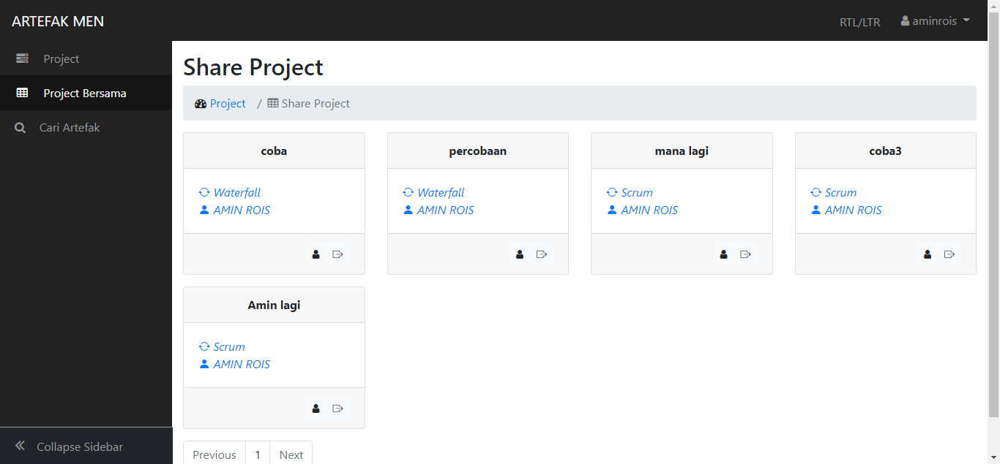 ARTEFAK MEN
RTL/LTR aminrois
Project
Project Bersama
Cari Artefak
Collapse Sidebar
Share Project
Project / Share Project
coba
Waterfall
AMIN ROIS
percobaan
Waterfall
AMIN ROIS
mana lagi
Scrum
AMIN ROIS
coba3
Scrum
AMIN ROIS
Amin lagi
Scrum
AMIN ROIS
Previous 1 Next